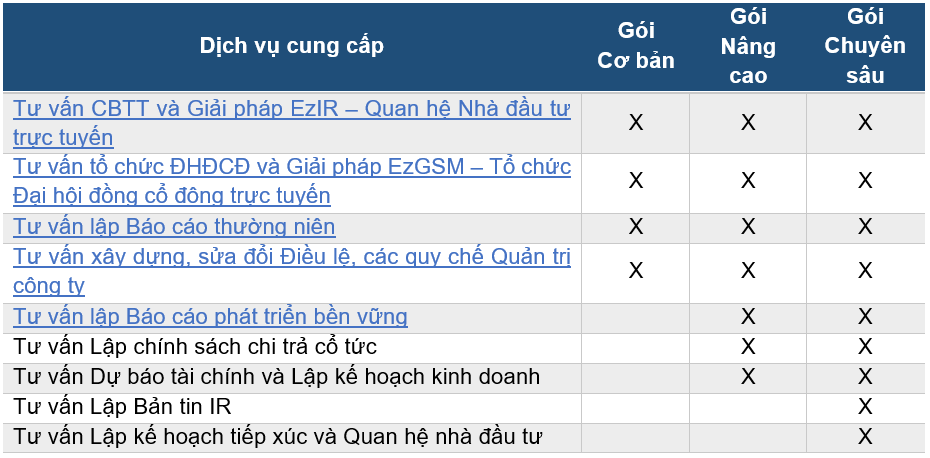 Dịch vụ cung cấp
Gói
Cơ bản
Gói
Nâng
cao
Gói
Chuyên
sâu
Tư vấn CBTT và Giải pháp EzIR – Quan hệ Nhà đầu tư
trực tuyến
X X X
Tư vấn tổ chức ĐHĐCĐ và Giải pháp EzGSM – Tổ chức
Đại hội đồng cổ đông trực tuyến
X X X
Tư vấn lập Báo cáo thường niên X X X
Tư vấn xây dựng, sửa đổi Điều lệ, các quy chế Quản trị
công ty
X X X
Tư vấn lập Báo cáo phát triển bền vững X X
Tư vấn Lập chính sách chi trả cổ tức X X
Tư vấn Dự báo tài chính và Lập kế hoạch kinh doanh X X
Tư vấn Lập Bản tin IR X
Tư vấn Lập kế hoạch tiếp xúc và Quan hệ nhà đầu tư X